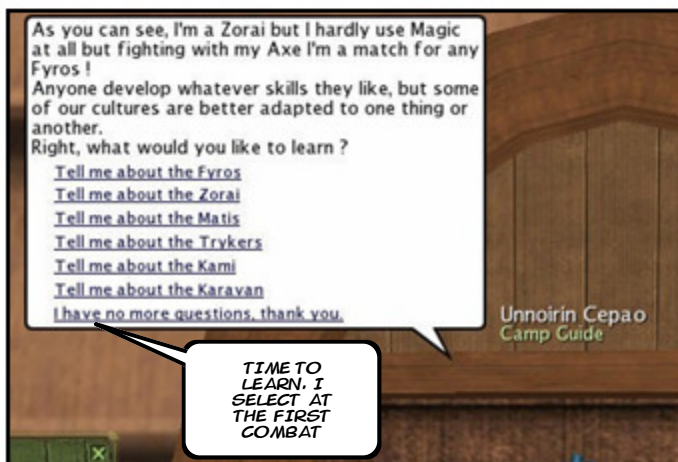 As you can see, I'm a Zorai but I hardly use Magic
at all but fighting with my Axe I'm a match for any
Fyros !
Anyone develop whatever skills they like, but some
of our cultures are better adapted to one thing or
another.
Right, what would you like to learn ?
Tell me about the Fyros
Tell me about the Zorai
Tell me about the Matis
Tell me about the Trykers
Tell me about the Kami
Tell me about the Karavan
I have no more questions, thank you.
Unnoirin Cepao
Camp Guide
TIME TO
LEARN. I
SELECT AT
THE FIRST
COMBAT